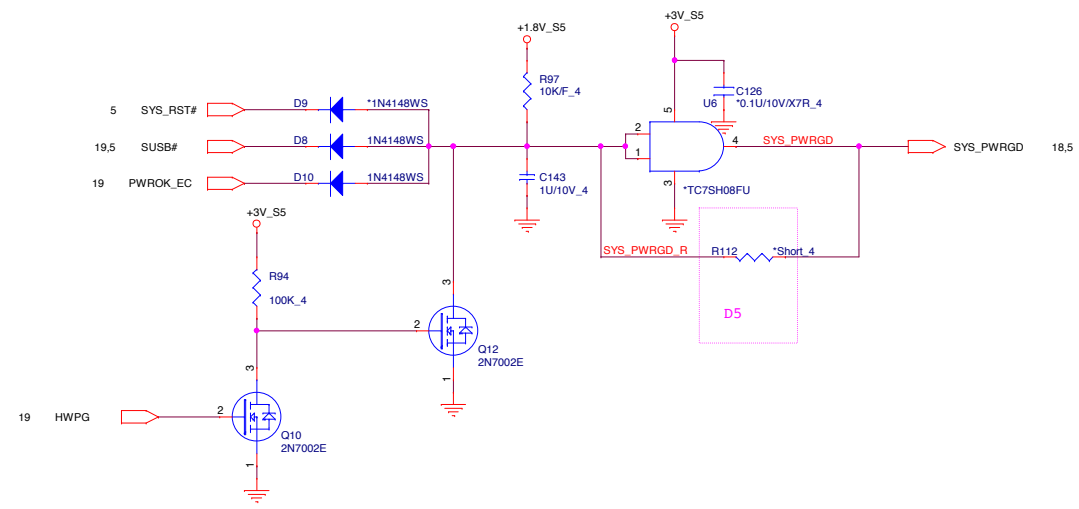 +3V_S5
+1.8V_S5
R97
10K/F_4
C126
U6
*0.1U/10V/X7R_4
5
5 SYS_RST#
D9
*1N4148WS
2
19,5 SUSB#
D8
1N4148WS
1
4
SYS_PWRGD
SYS_PWRGD 18,5
19 PWROK_EC
D10
1N4148WS
C143
1U/10V_4
3
*TC7SH08FU
+3V_S5
SYS_PWRGD_R
R112
*Short_4
R94
100K_4
3
D5
2
Q12
2N7002E
1
3
19 HWPG
2
Q10
2N7002E
1